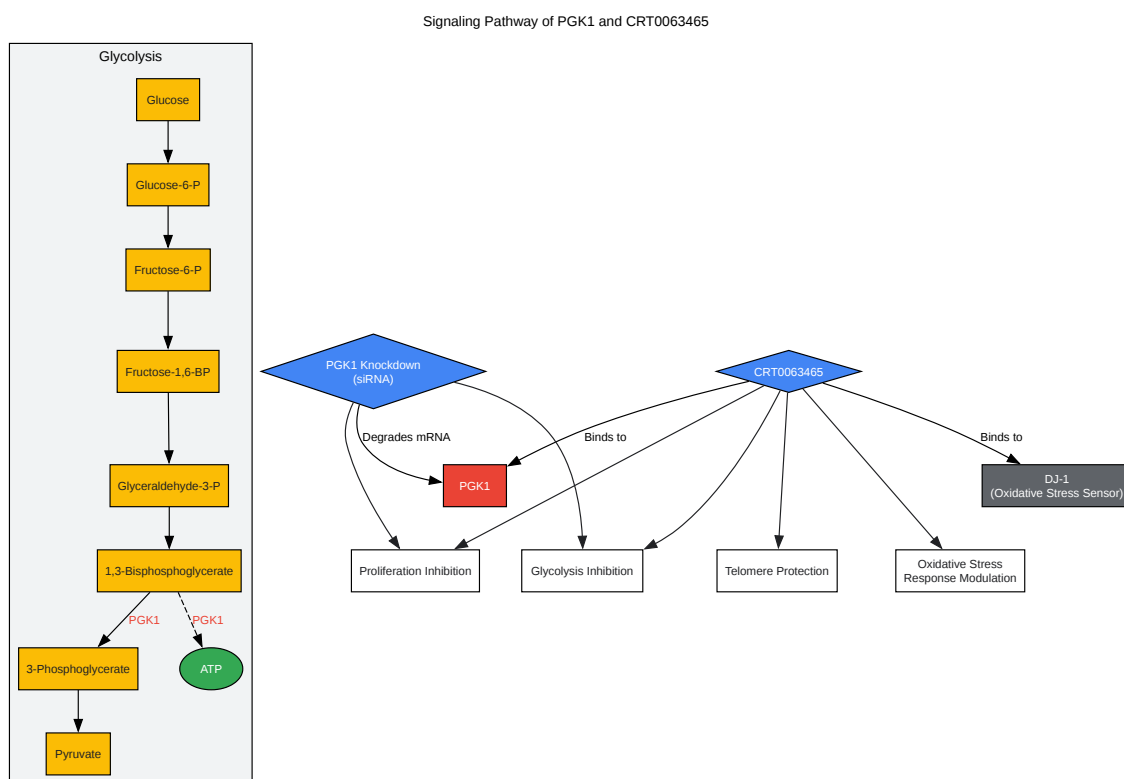 Signaling Pathway of PGK1 and CRT0063465
Glycolysis
Glucose
Glucose-6-P
Fructose-6-P
Fructose-1,6-BP
Glyceraldehyde-3-P
1,3-Bisphosphoglycerate
PGK1
PGK1
3-Phosphoglycerate
ATP
Pyruvate
PGK1 Knockdown
(siRNA)
CRT0063465
Degrades mRNA
Binds to
Binds to
PGK1
DJ-1
(Oxidative Stress Sensor)
Proliferation Inhibition
Glycolysis Inhibition
Telomere Protection
Oxidative Stress
Response Modulation